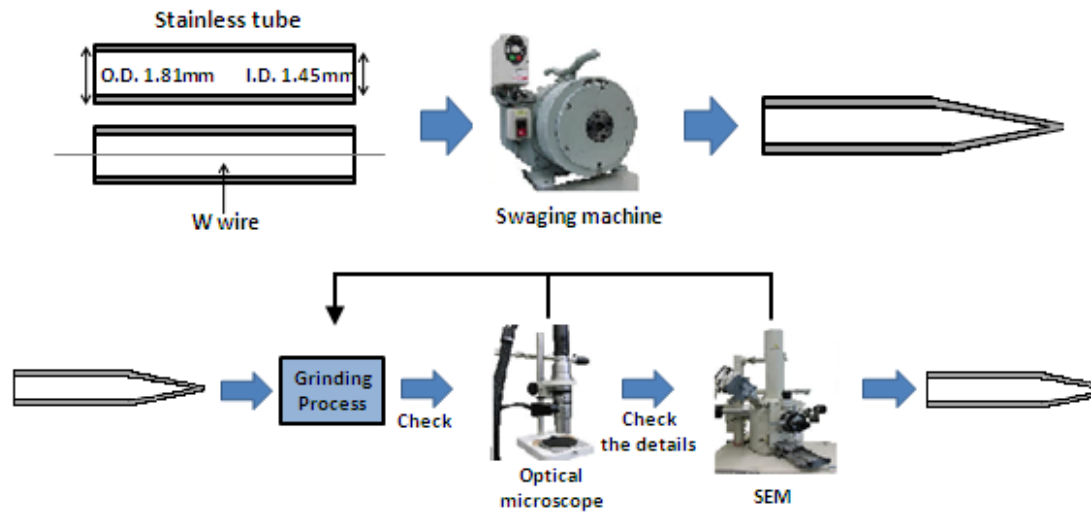 Stainless tube
O.D. 1.81mm
I.D. 1.45mm
W wire
Swaging machine
Grinding
Process
Check
Optical
microscope
Check
the details
SEM